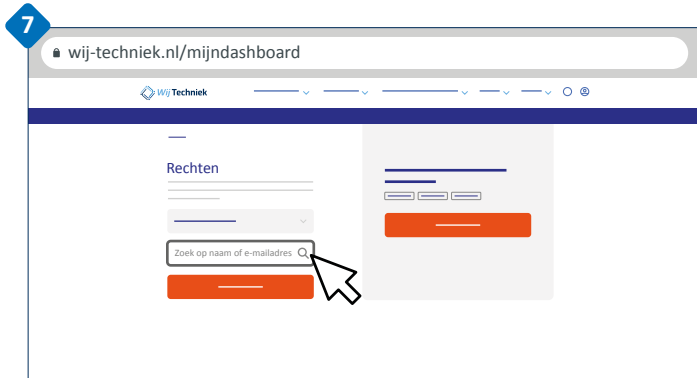 7
wij-techniek.nl/mijndashboard
Wij Techniek
Rechten
Zoek op naam of e-mailadres